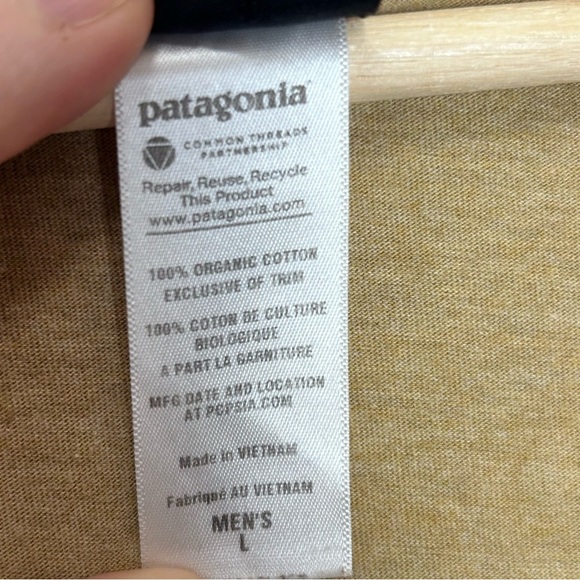 patagonia
COMMON THREADS
PARTNERSHIP
Repair, Reuse, Recycle
This Product
www.patagonia.com
100% ORGANIC COTTON
EXCLUSIVE OF TRIM
100% COTON DE CULTURE
BIOLOGIQUE
A PART LA GARNITURE
MFG DATE AND LOCATION
AT PCPSIA.COM
Made in VIETNAM
Fabriqué AU VIETNAM
MEN'S
L